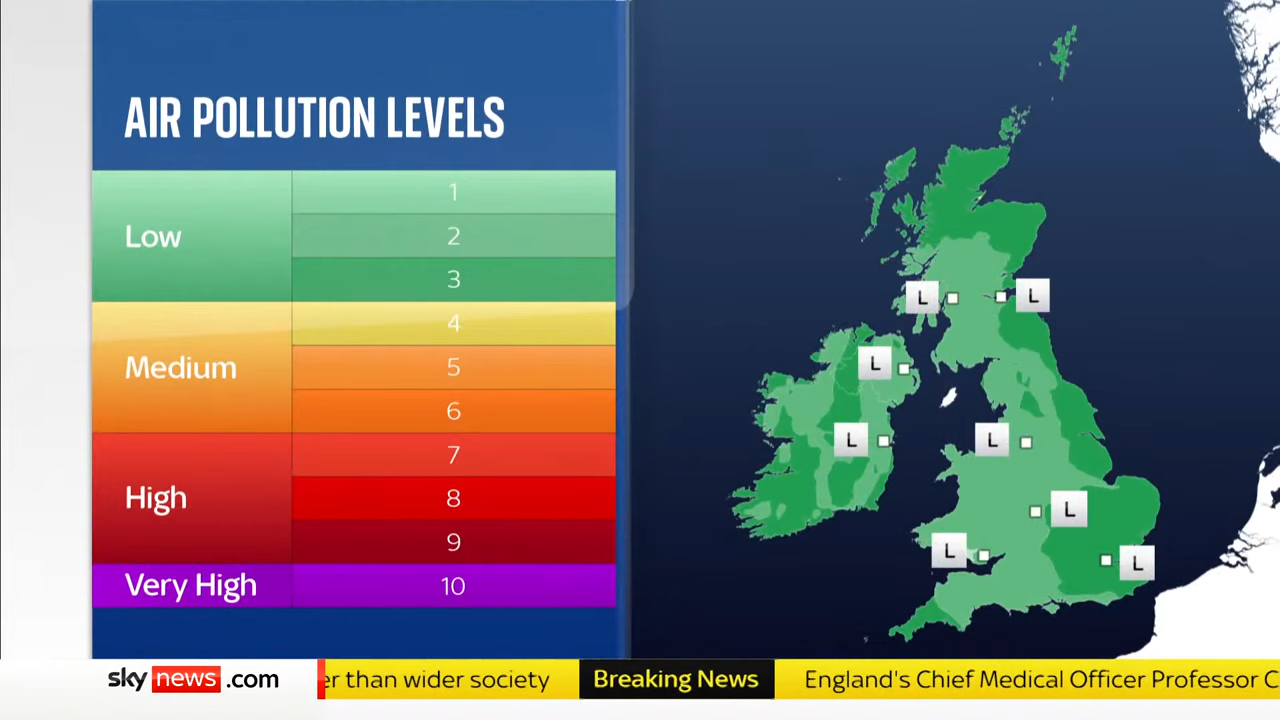 AIR POLLUTION LEVELS
Low
1
2
3
Medium
4
5
6
High
7
8
9
Very High
10
L
L
L
L
L
L
L
L
sky news .com
er than wider society
Breaking News
England's Chief Medical Officer Professor C